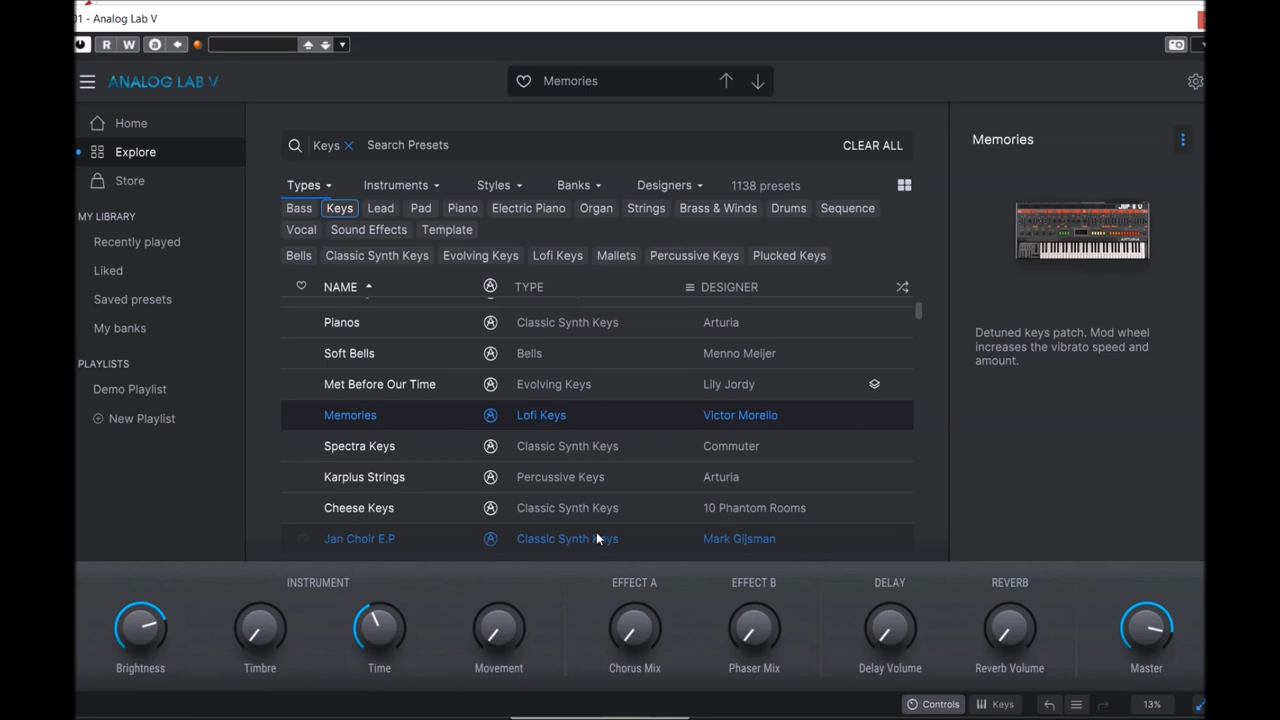 01 - Analog Lab V
R W
ANALOG LAB V
Memories
Home
Explore
Store
MY LIBRARY
Recently played
Liked
Saved presets
My banks
PLAYLISTS
Demo Playlist
New Playlist
Keys
Search Presets
CLEAR ALL
Types Instruments Styles Banks Designers 1138 presets
Bass Keys Lead Pad Piano Electric Piano Organ Strings Brass & Winds Drums Sequence
Vocal Sound Effects Template
Bells Classic Synth Keys Evolving Keys Lofi Keys Mallets Percussive Keys Plucked Keys
NAME TYPE DESIGNER
Pianos Classic Synth Keys Arturia
Soft Bells Bells Menno Meijer
Met Before Our Time Evolving Keys Lily Jordy
Memories Lofi Keys Victor Morello
Spectra Keys Classic Synth Keys Commuter
Karplus Strings Percussive Keys Arturia
Cheese Keys Classic Synth Keys 10 Phantom Rooms
Jan Choir E.P Classic Synth Keys Mark Gijsman
Memories
Detuned keys patch. Mod wheel
increases the vibrato speed and
amount.
INSTRUMENT EFFECT A EFFECT B DELAY REVERB
Brightness Timbre Time Movement Chorus Mix Phaser Mix Delay Volume Reverb Volume Master
Controls Keys 13%